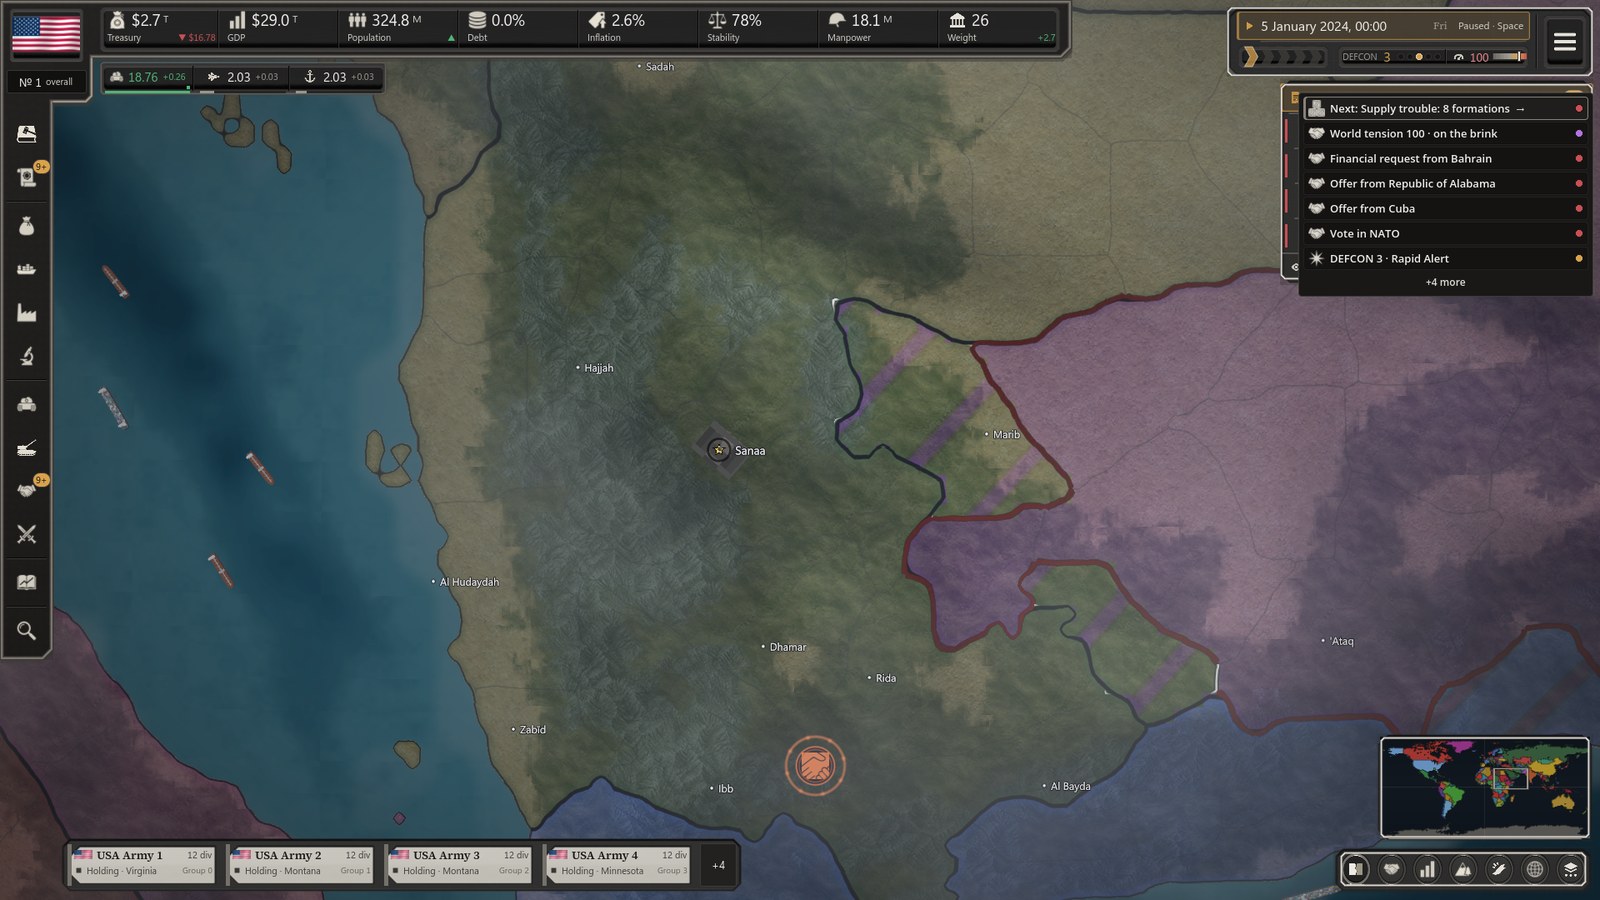 $2.7 T
Treasury ▼ $16.78
$29.0 T
GDP
324.8 M
Population ▲
0.0%
Debt
2.6%
Inflation
78%
Stability
18.1 M
Manpower
26
Weight +2.7
5 January 2024, 00:00 Fri Paused · Space
DEFCON 3 100
№ 1 overall
18.76 +0.26
2.03 +0.03
2.03 +0.03
9+
9+
Next: Supply trouble: 8 formations →
World tension 100 · on the brink
Financial request from Bahrain
Offer from Republic of Alabama
Offer from Cuba
Vote in NATO
DEFCON 3 · Rapid Alert
+4 more
Sadah
Hajjah
Marib
Sanaa
Al Hudaydah
'Ataq
Dhamar
Rida
Zabid
Ibb
Al Bayda
USA Army 1 12 div
Holding · Virginia Group 0
USA Army 2 12 div
Holding · Montana Group 1
USA Army 3 12 div
Holding · Montana Group 2
USA Army 4 12 div
Holding · Minnesota Group 3
+4